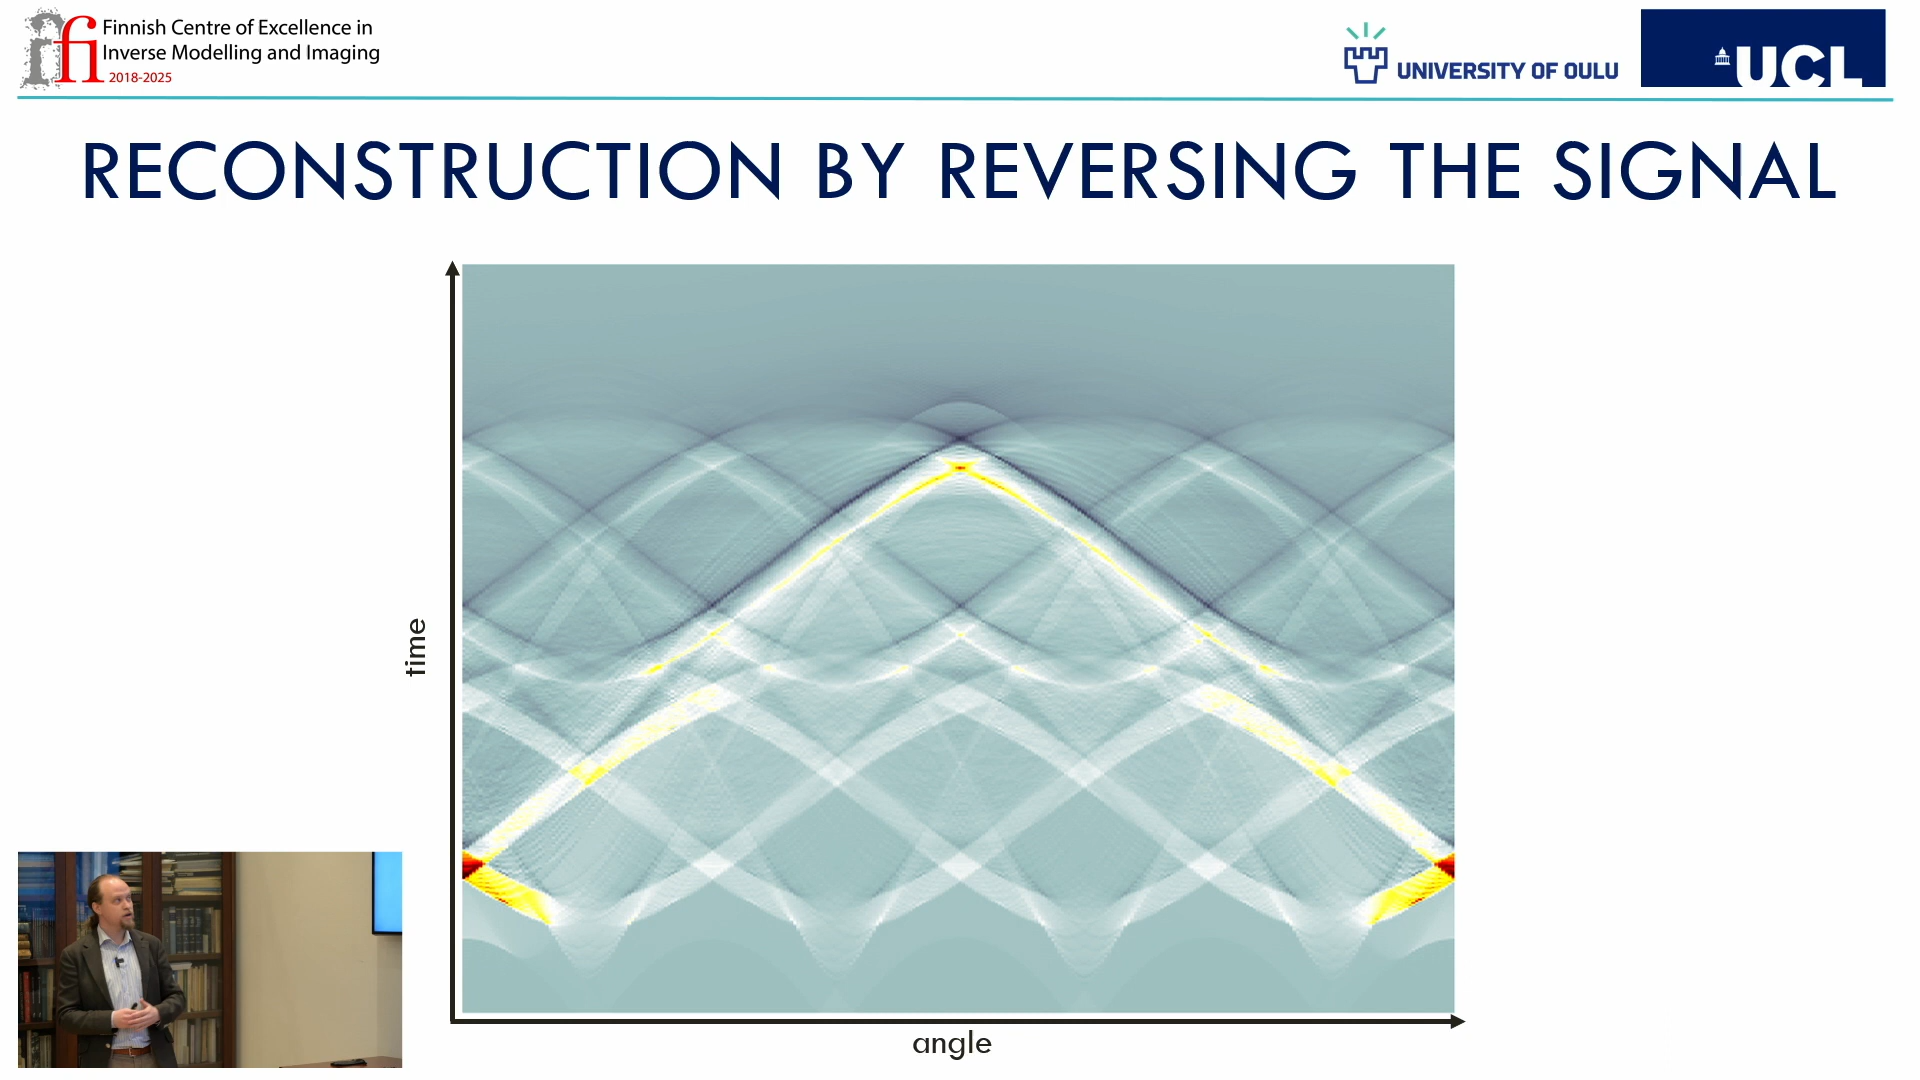 Finnish Centre of Excellence in
Inverse Modelling and Imaging
2018-2025
fi
UNIVERSITY OF OULU
UCL
RECONSTRUCTION BY REVERSING THE SIGNAL
time
angle